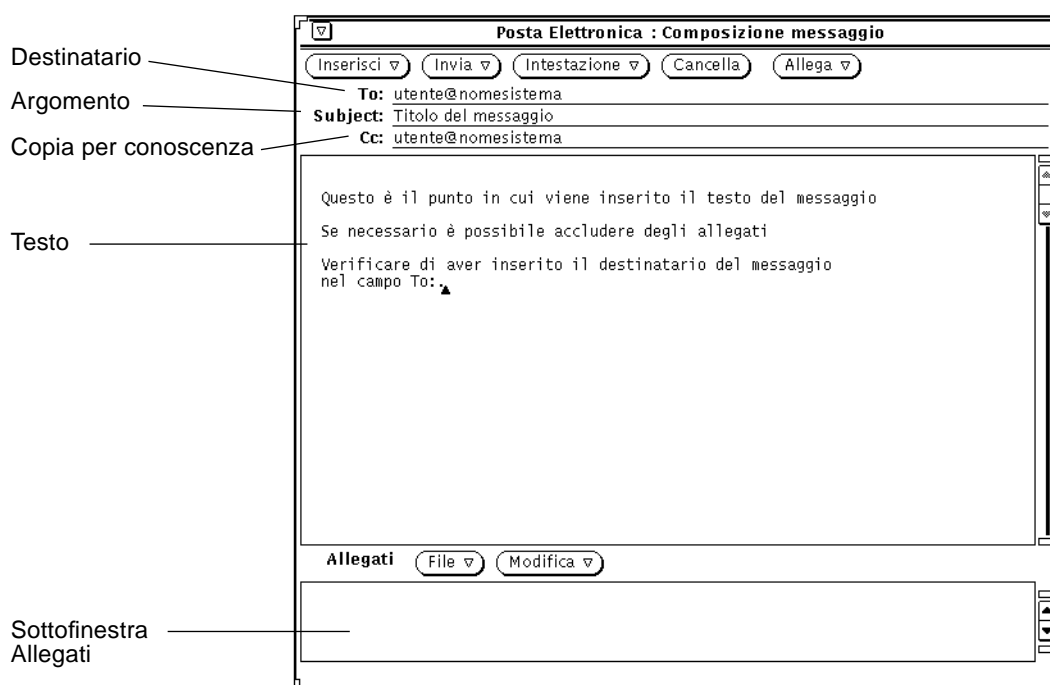 Posta Elettronica : Composizione messaggio
Inserisci Invia Intestazione Cancella Allega
Destinatario
To: utente@nomesistema
Argomento
Subject: Titolo del messaggio
Copia per conoscenza
Cc: utente@nomesistema
Questo è il punto in cui viene inserito il testo del messaggio
Se necessario è possibile accludere degli allegati
Testo
Verificare di aver inserito il destinatario del messaggio
nel campo To:.
Allegati File Modifica
Sottofinestra
Allegati